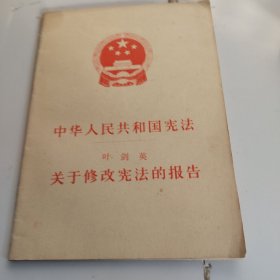 中华人民共和国宪法
叶剑英
关于修改宪法的报告